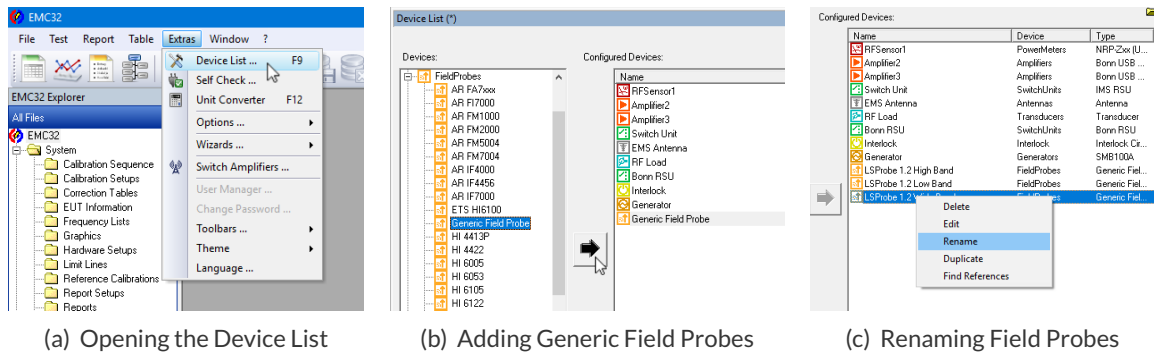 EMC32
File Test Report Table Extras Window ?
Device List ... F9
Self Check ...
Unit Converter F12
Options ...
Wizards ...
Switch Amplifiers ...
User Manager ...
Change Password ...
Toolbars ...
Theme
Language ...
EMC32 Explorer
All Files
EMC32
System
Calibration Sequence
Calibration Setups
Correction Tables
EUT Information
Frequency Lists
Graphics
Hardware Setups
Limit Lines
Reference Calibrations
Report Setups
Reports
(a) Opening the Device List
Device List (*)
Devices:
FieldProbes
AR FA7xxx
AR FI7000
AR FM1000
AR FM2000
AR FM5004
AR FM7004
AR IF4000
AR IF4456
AR IF7000
ETS HI6100
Generic Field Probe
HI 4413P
HI 4422
HI 6005
HI 6053
HI 6105
HI 6122
Configured Devices:
Name
RFSensor1
Amplifier2
Amplifier3
Switch Unit
EMS Antenna
RF Load
Bonn RSU
Interlock
Generator
Generic Field Probe
(b) Adding Generic Field Probes
Configured Devices:
Name Device Type
RFSensor1 PowerMeters NRP-Zxx (U...
Amplifier2 Amplifiers Bonn USB ...
Amplifier3 Amplifiers Bonn USB ...
Switch Unit SwitchUnits IMS RSU
EMS Antenna Antennas Antenna
RF Load Transducers Transducer
Bonn RSU SwitchUnits Bonn RSU
Interlock Interlocks Interlock Cir...
Generator Generators SMB100A
LSProbe 1.2 High Band FieldProbes Generic Fiel...
LSProbe 1.2 Low Band FieldProbes Generic Fiel...
LSProbe 1.2 Generic Fiel...
Delete
Edit
Rename
Duplicate
Find References
(c) Renaming Field Probes